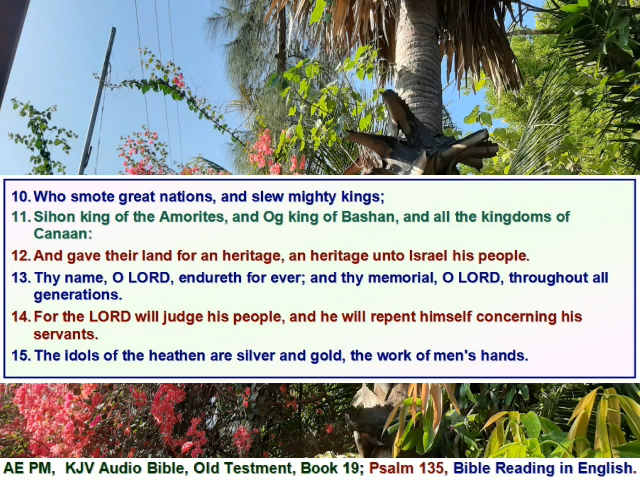 10. Who smote great nations, and slew mighty kings;
11. Sihon king of the Amorites, and Og king of Bashan, and all the kingdoms of
Canaan:
12. And gave their land for an heritage, an heritage unto Israel his people.
13. Thy name, O LORD, endureth for ever; and thy memorial, O LORD, throughout all
generations.
14. For the LORD will judge his people, and he will repent himself concerning his
servants.
15. The idols of the heathen are silver and gold, the work of men's hands.
AE PM, KJV Audio Bible, Old Testment, Book 19; Psalm 135, Bible Reading in English.